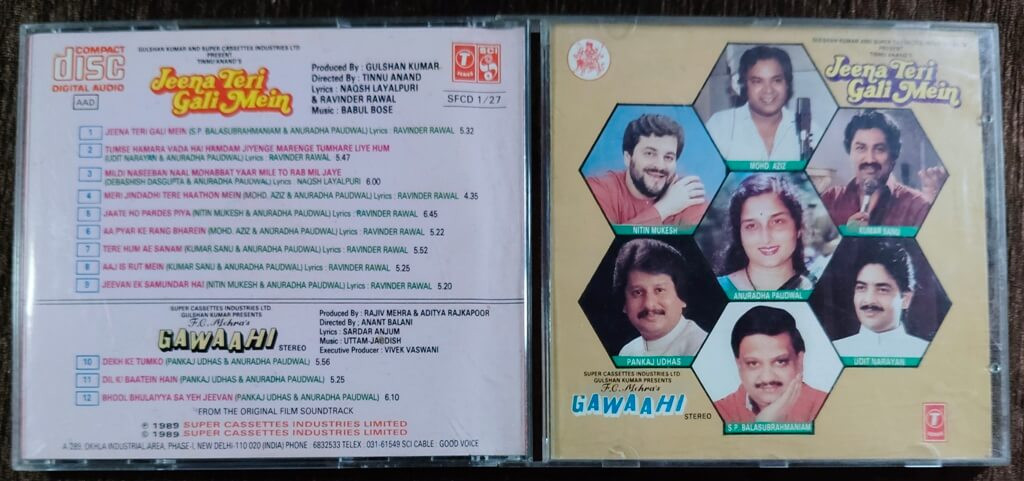 COMPACT
disc
DIGITAL AUDIO
AAD
GULSHAN KUMAR AND SUPER CASSETTES INDUSTRIES LTD.
PRESENT
TINNU ANAND'S
Jeena Teri
Gali Mein
Produced By : GULSHAN KUMAR
Directed By : TINNU ANAND
Lyrics : NAQSH LAYALPURI
& RAVINDER RAWAL
Music : BABUL BOSE
T
SERIES
SCI
SFCD 1/27
1 JEENA TERI GALI MEIN (S.P. BALASUBRAHMANIAM & ANURADHA PAUDWAL) Lyrics : RAVINDER RAWAL 5.32
2 TUMSE HAMARA VADA HAI HAMDAM JIYENGE MARENGE TUMHARE LIYE HUM
(UDIT NARAYAN & ANURADHA PAUDWAL) Lyrics : RAVINDER RAWAL 5.47
3 MILDI NASEEBAN NAAL MOHABBAT YAAR MILE TO RAB MIL JAYE
(DEBASHISH DASGUPTA & ANURADHA PAUDWAL) Lyrics : NAQSH LAYALPURI 6.00
4 MERI JINDADHI TERE HAATHON MEIN (MOHD. AZIZ & ANURADHA PAUDWAL) Lyrics : RAVINDER RAWAL 4.35
5 JAATE HO PARDES PIYA (NITIN MUKESH & ANURADHA PAUDWAL) Lyrics : RAVINDER RAWAL 6.45
6 AA PYAR KE RANG BHAREIN (MOHD. AZIZ & ANURADHA PAUDWAL) Lyrics : RAVINDER RAWAL 5.22
7 TERE HUM AE SANAM (KUMAR SANU & ANURADHA PAUDWAL) Lyrics : RAVINDER RAWAL 5.52
8 AAJ IS RUT MEIN (KUMAR SANU & ANURADHA PAUDWAL) Lyrics : RAVINDER RAWAL 5.25
9 JEEVAN EK SAMUNDAR HAI (NITIN MUKESH & ANURADHA PAUDWAL) Lyrics : RAVINDER RAWAL 5.20
SUPER CASSETTES INDUSTRIES LTD.
GULSHAN KUMAR PRESENTS
F.C. Mehra's
GAWAAHI
STEREO
Produced By : RAJIV MEHRA & ADITYA RAJKAPOOR
Directed By : ANANT BALANI
Lyrics : SARDAR ANJUM
Music : UTTAM-JAGDISH
Executive Producer : VIVEK VASWANI
10 DEKH KE TUMKO (PANKAJ UDHAS & ANURADHA PAUDWAL) 5.56
11 DIL KI BAATEIN HAIN (PANKAJ UDHAS & ANURADHA PAUDWAL) 5.25
12 BHOOL BHULAIYYA SA YEH JEEVAN (PANKAJ UDHAS & ANURADHA PAUDWAL) 6.10
FROM THE ORIGINAL FILM SOUNDTRACK
℗ 1989 SUPER CASSETTES INDUSTRIES LIMITED
© 1989 SUPER CASSETTES INDUSTRIES LIMITED
OKHLA INDUSTRIAL AREA, PHASE-I, NEW DELHI-110 020 (INDIA) PHONE 6832533 TELEX 031-61549 SCI CABLE : GOOD VOICE
GULSHAN KUMAR AND SUPER
PRESENT
TINNU ANAND'S
Jeena Teri
Gali Mein
MOHD. AZIZ
NITIN MUKESH
KUMAR SANU
ANURADHA PAUDWAL
PANKAJ UDHAS
UDIT NARAYAN
S.P. BALASUBRAHMANIAM
SUPER CASSETTES INDUSTRIES LTD.
GULSHAN KUMAR PRESENTS
F.C. Mehra's
GAWAAHI
STEREO
T
SERIES